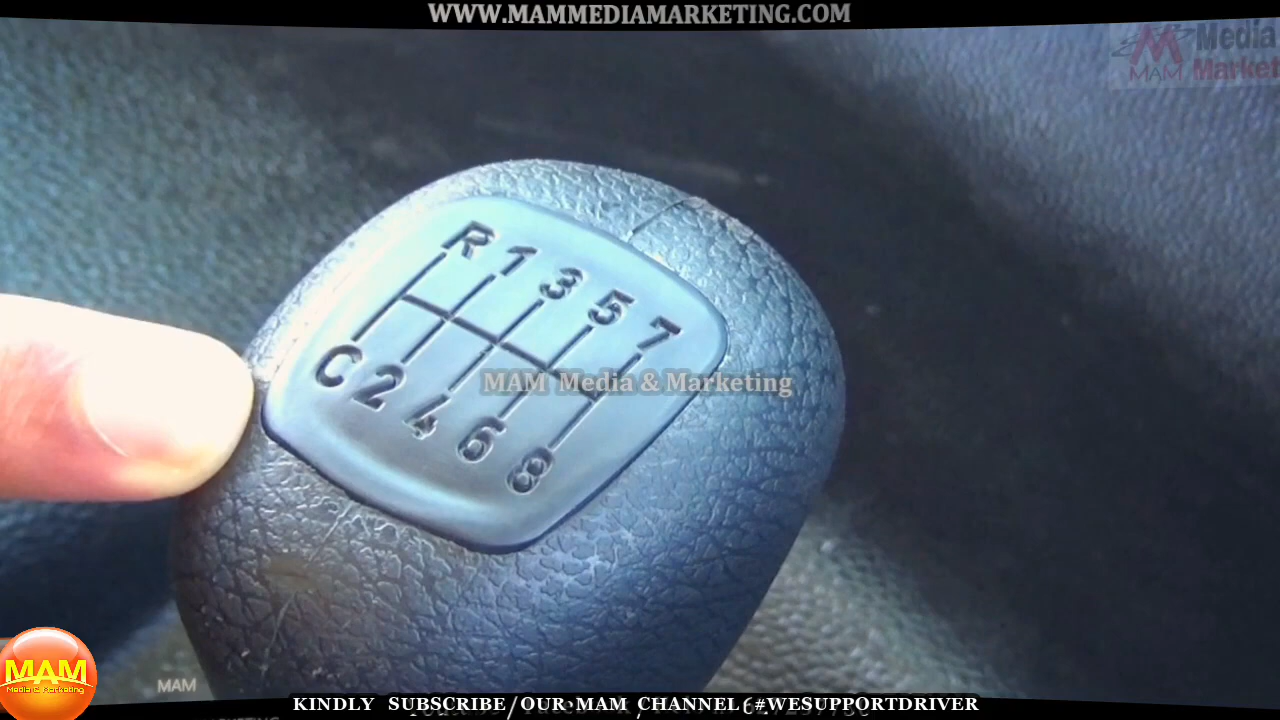 WWW.MAMMEDIAMARKETING.COM
Media
MAM
R 1 3 5 7
C 2 4 6 8
MAM Media & Marketing
MAM
Media & Marketing
MAM
KINDLY SUBSCRIBE/OUR MAM CHANNEL #WESUPPORTDRIVER